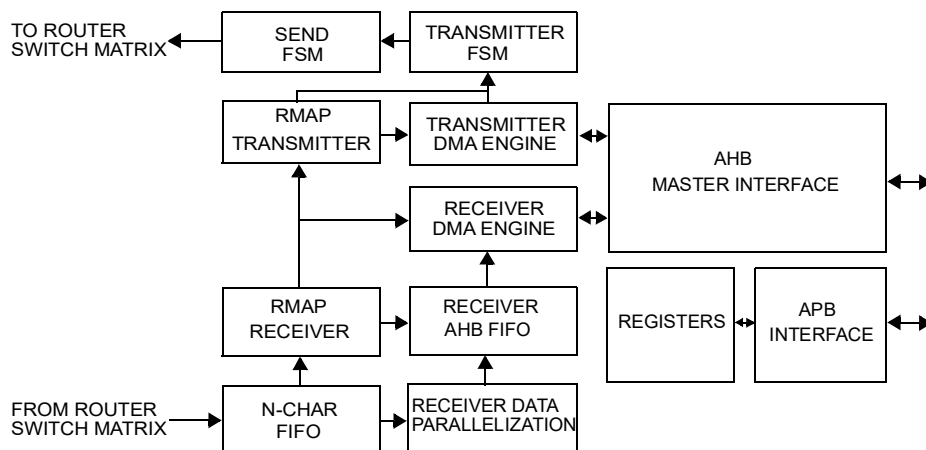 TO ROUTER
SWITCH MATRIX
SEND
FSM
TRANSMITTER
FSM
RMAP
TRANSMITTER
TRANSMITTER
DMA ENGINE
AHB
MASTER INTERFACE
RECEIVER
DMA ENGINE
RMAP
RECEIVER
RECEIVER
AHB FIFO
REGISTERS
APB
INTERFACE
FROM ROUTER
SWITCH MATRIX
N-CHAR
FIFO
RECEIVER DATA
PARALLELIZATION